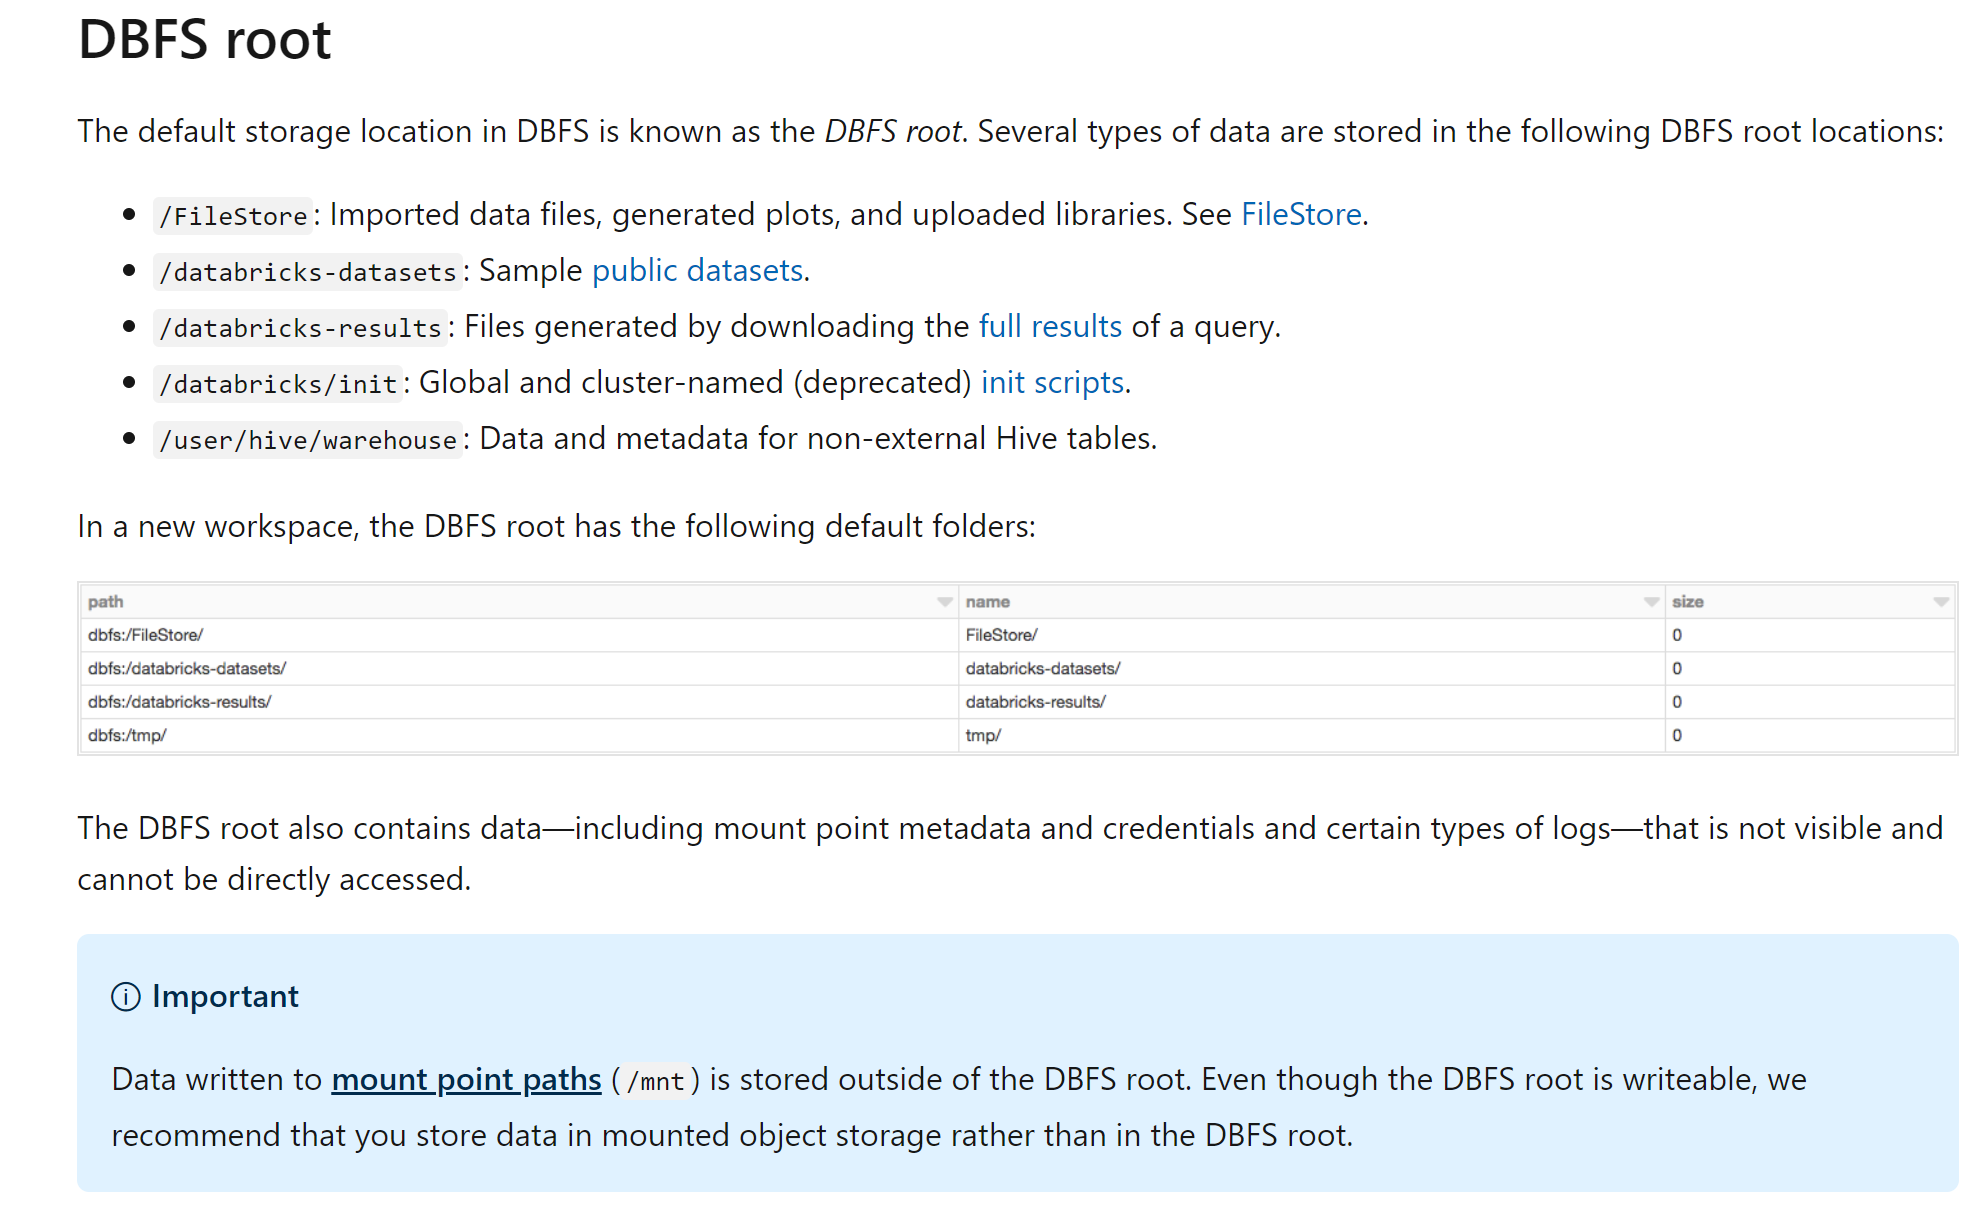 DBFS root
The default storage location in DBFS is known as the DBFS root. Several types of data are stored in the following DBFS root locations:
/FileStore: Imported data files, generated plots, and uploaded libraries. See FileStore.
/databricks-datasets: Sample public datasets.
/databricks-results: Files generated by downloading the full results of a query.
/databricks/init: Global and cluster-named (deprecated) init scripts.
/user/hive/warehouse: Data and metadata for non-external Hive tables.
In a new workspace, the DBFS root has the following default folders:
path name size
dbfs:/FileStore/ FileStore/ 0
dbfs:/databricks-datasets/ databricks-datasets/ 0
dbfs:/databricks-results/ databricks-results/ 0
dbfs:/tmp/ tmp/ 0
The DBFS root also contains data—including mount point metadata and credentials and certain types of logs—that is not visible and
cannot be directly accessed.
Important
Data written to mount point paths (/mnt) is stored outside of the DBFS root. Even though the DBFS root is writeable, we
recommend that you store data in mounted object storage rather than in the DBFS root.